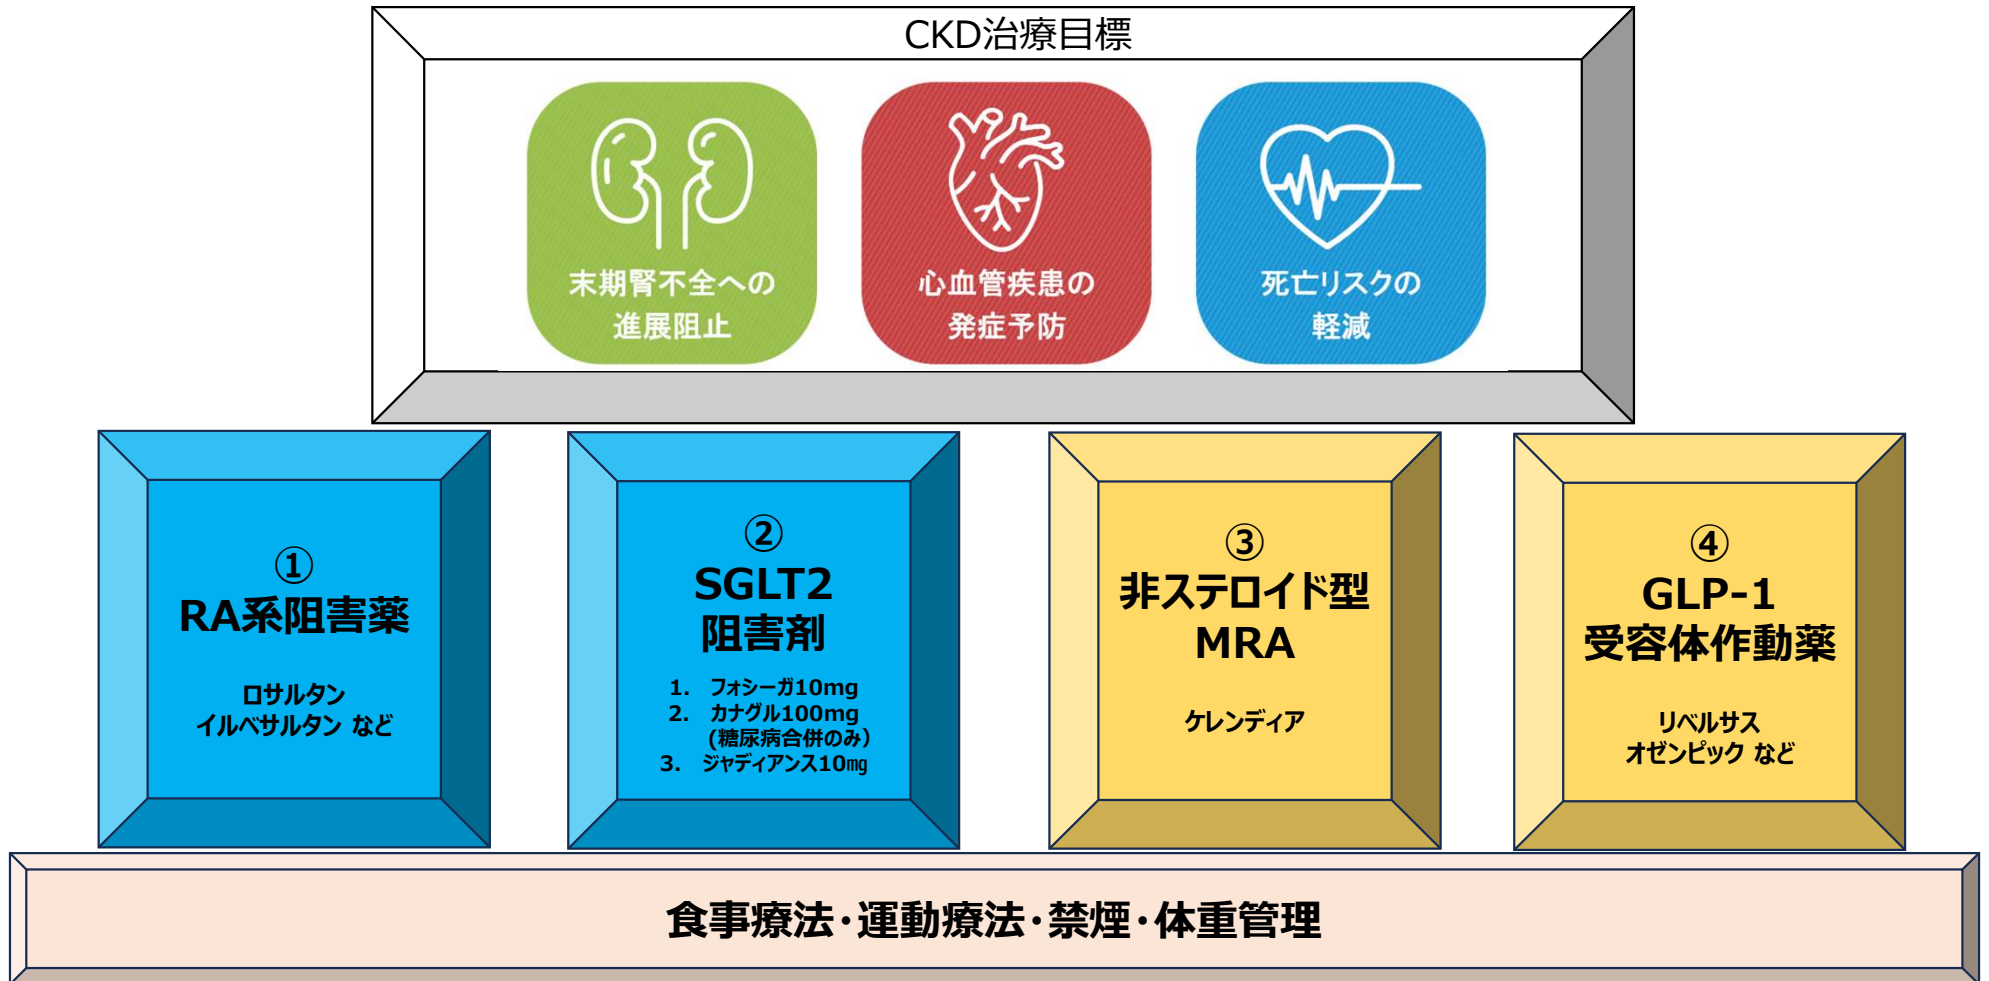 CKD治療目標
末期腎不全への
進展阻止
心血管疾患の
発症予防
死亡リスクの
軽減
①
RA系阻害薬
ロサルタン
イルベサルタン など
②
SGLT2
阻害剤
1. フォシーガ10mg
2. カナグル100mg
(糖尿病合併のみ）
3. ジャディアンス10㎎
③
非ステロイド型
MRA
ケレンディア
④
GLP-1
受容体作動薬
リベルサス
オゼンピック など
食事療法･運動療法･禁煙･体重管理